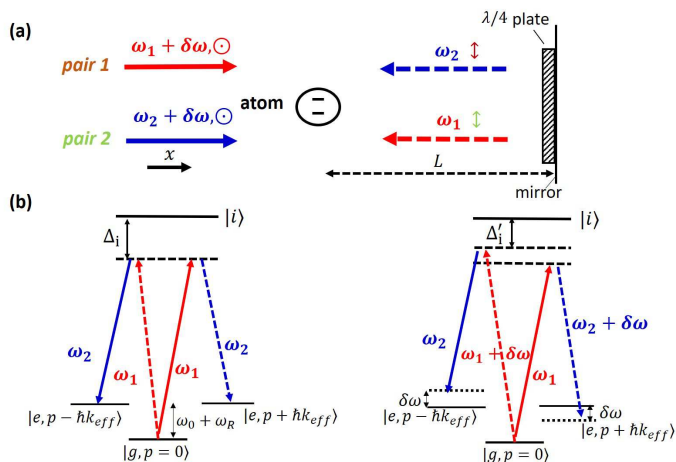 (a)
λ/4 plate
pair 1
ω₁ + δω,⊙
ω₂ ↕
pair 2
ω₂ + δω,⊙
atom
ω₁ ↕
x
L
mirror
(b)
|i⟩
Δᵢ
ω₂
ω₁
ω₁
ω₂
|e, p − ℏk_eff⟩
ω₀ + ω_R
|e, p + ℏk_eff⟩
|g, p = 0⟩
|i⟩
Δ′ᵢ
ω₂
ω₁ + δω
ω₁
ω₂ + δω
δω
|e, p − ℏk_eff⟩
δω
|e, p + ℏk_eff⟩
|g, p = 0⟩